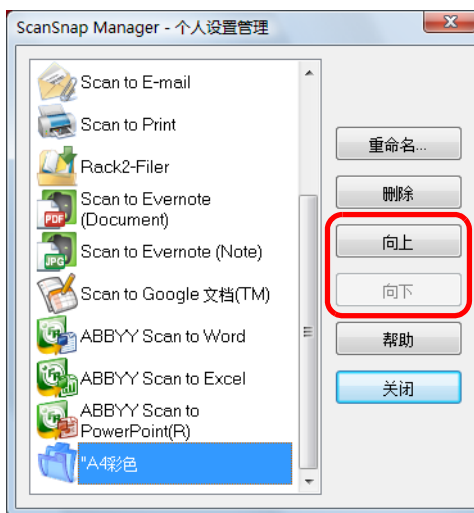 ScanSnap Manager - 个人设置管理
Scan to E-mail
Scan to Print
Rack2-Filer
Scan to Evernote
(Document)
PDF
Scan to Evernote (Note)
JPG
Scan to Google 文档(TM)
ABBYY Scan to Word
ABBYY Scan to Excel
ABBYY Scan to
PowerPoint(R)
"A4彩色
重命名...
删除
向上
向下
帮助
关闭